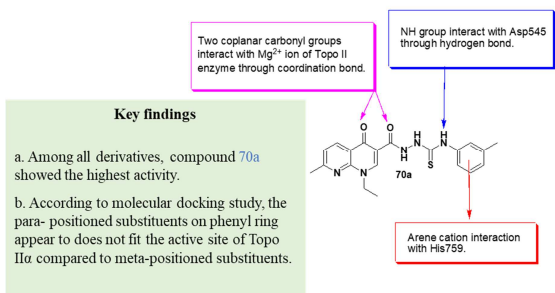 Two coplanar carbonyl groups
interact with Mg²⁺ ion of Topo II
enzyme through coordination bond.
NH group interact with Asp545
through hydrogen bond.
Key findings
a. Among all derivatives, compound 70a
showed the highest activity.
b. According to molecular docking study, the
para- positioned substituents on phenyl ring
appear to does not fit the active site of Topo
IIα compared to meta-positioned substituents.
O O
H
N
H
N
N
H
S
N N
70a
Arene cation interaction
with His759.